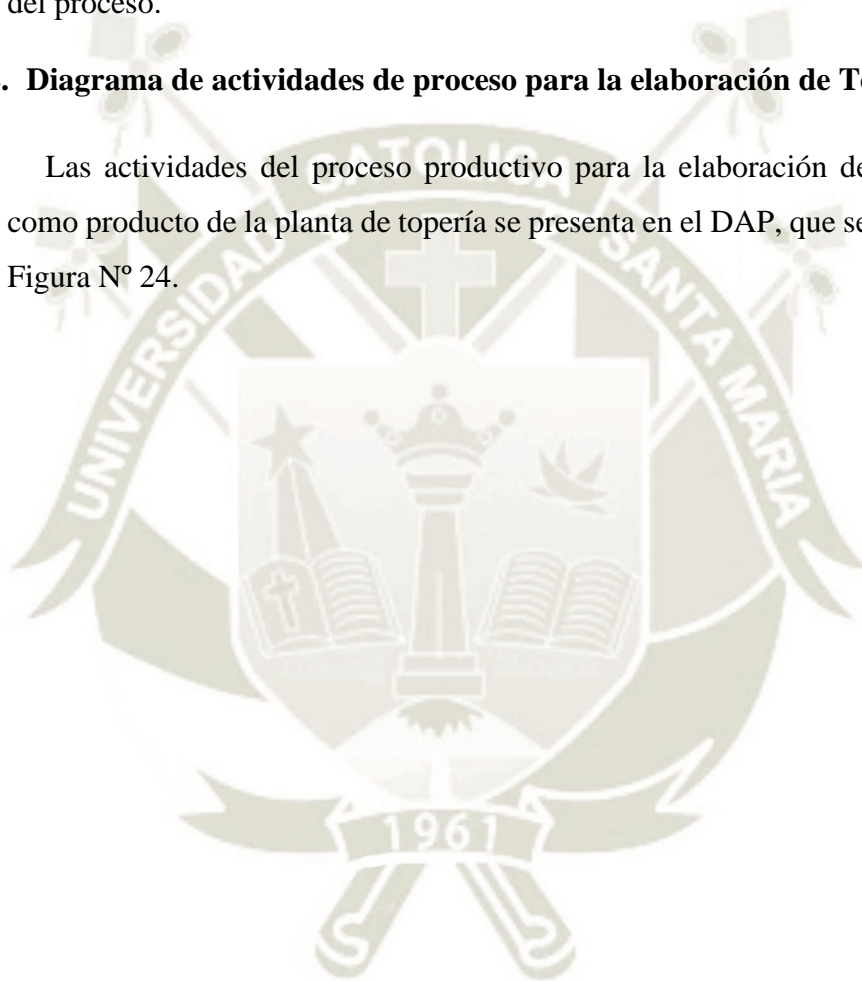 del proceso.
. Diagrama de actividades de proceso para la elaboración de
Las actividades del proceso productivo para la elaboración de
como producto de la planta de topería se presenta en el DAP, que se
Figura Nº 24.
UNIVERSIDAD CATOLICA SANTA MARIA
1961